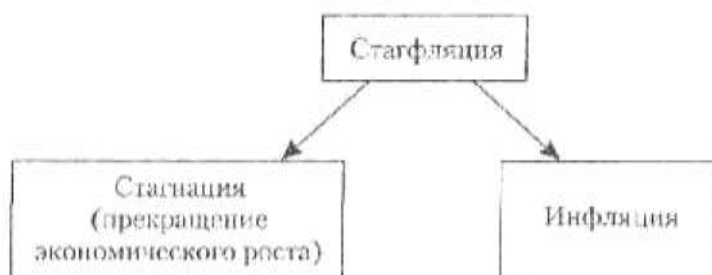 Стагфляция
Стагнация
(прекращение
экономического роста)
Инфляция